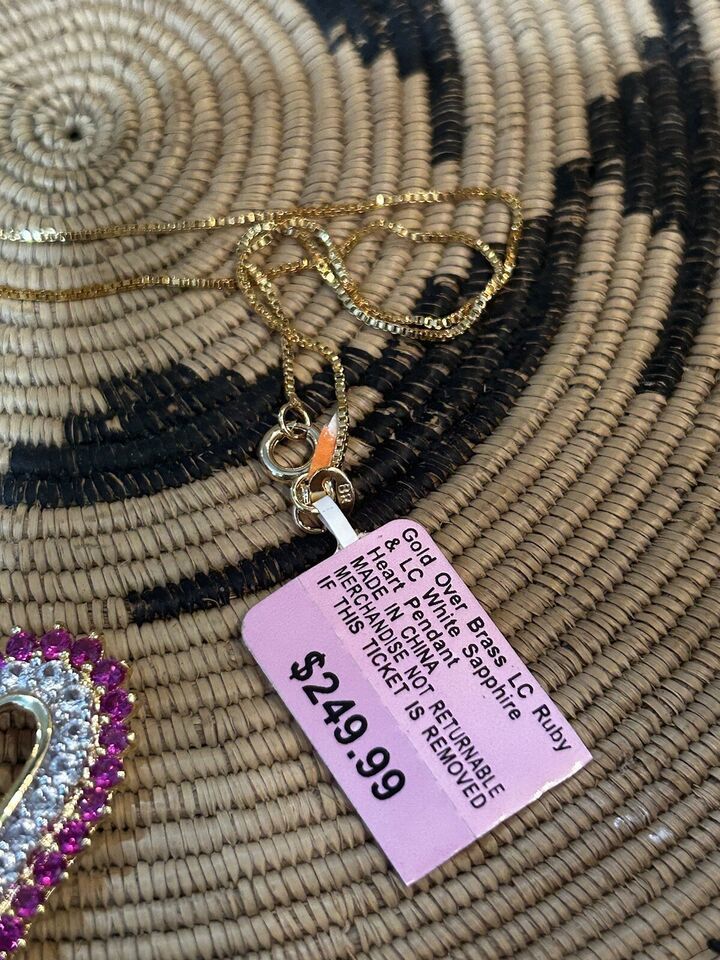 BR
Gold Over Brass LC Ruby
& LC White Sapphire
Heart Pendant
MADE IN CHINA
MERCHANDISE NOT RETURNABLE
IF THIS TICKET IS REMOVED
$249.99